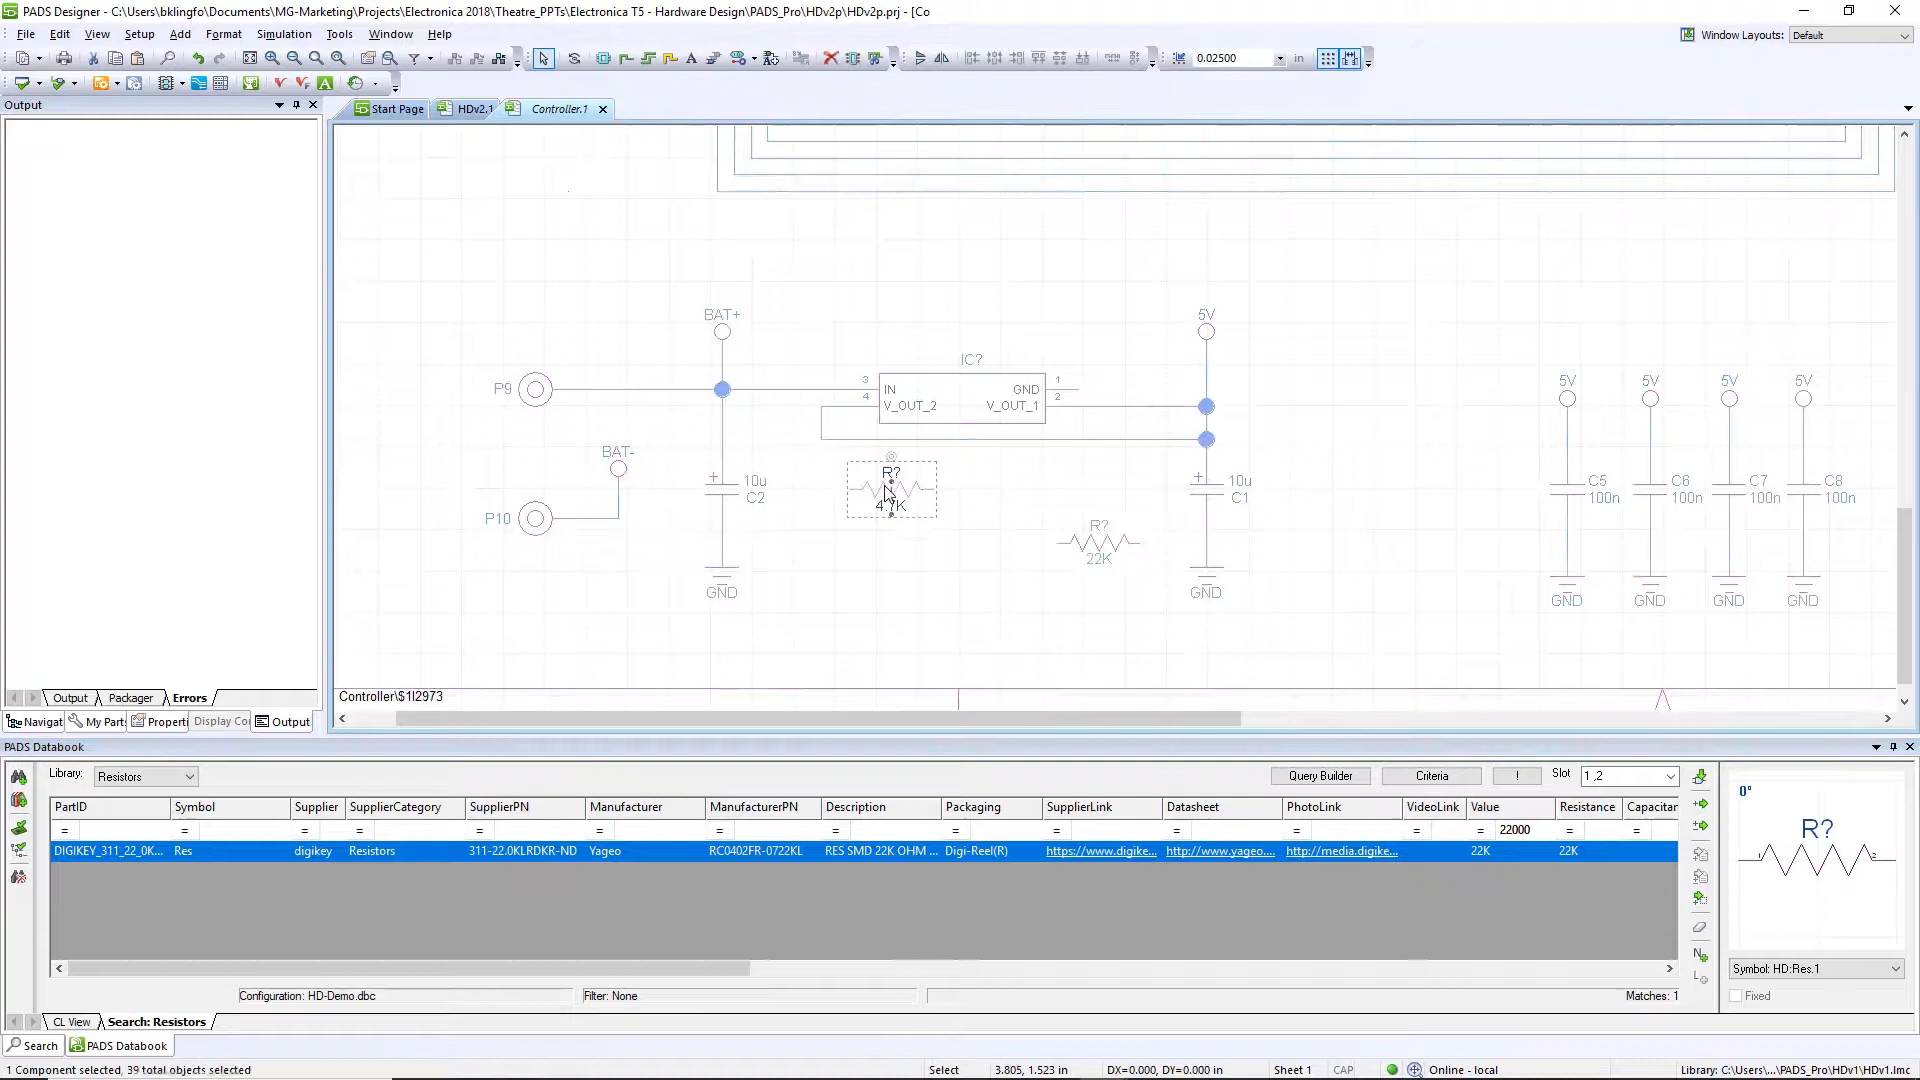 PADS Designer - C:\Users\bklingfo\Documents\MG-Marketing\Projects\Electronica 2018\Theatre_PPTs\Electronica T5 - Hardware Design\PADS_Pro\HDv2p\HDv2p.prj - [Co
File Edit View Setup Add Format Simulation Tools Window Help
Window Layouts: Default
0.02500 in
Output
Start Page HDv2.1 Controller.1
BAT+ 5V
IC?
P9 3 IN GND 1
4 V_OUT_2 V_OUT_1 2
5V 5V 5V 5V
BAT-
R?
4.7K
+ 10u
C2
+ 10u
C1
C5
100n
C6
100n
C7
100n
C8
100n
P10
R?
22K
GND GND GND GND GND GND
Controller\$1I2973
Output Packager Errors
Navigat My Part Properti Display Co Output
PADS Databook
Library: Resistors Query Builder Criteria ! Slot 1 ,2
PartID Symbol Supplier SupplierCategory SupplierPN Manufacturer ManufacturerPN Description Packaging SupplierLink Datasheet PhotoLink VideoLink Value Resistance Capacitan
= = = = = = = = = = = = = = 22000 = =
DIGIKEY_311_22_0K... Res digikey Resistors 311-22.0KLRDKR-ND Yageo RC0402FR-0722KL RES SMD 22K OHM ... Digi-Reel(R) https://www.digike... http://www.yageo.... http://media.digike... 22K 22K
0°
R?
1 2
Symbol: HD:Res.1
Fixed
Configuration: HD-Demo.dbc Filter: None Matches: 1
CL View Search: Resistors
Search PADS Databook
1 Component selected, 39 total objects selected Select 3.805, 1.523 in DX=0.000, DY=0.000 in Sheet 1 CAP Online - local Library: C:\Users\...\PADS_Pro\HDv1\HDv1.lmc